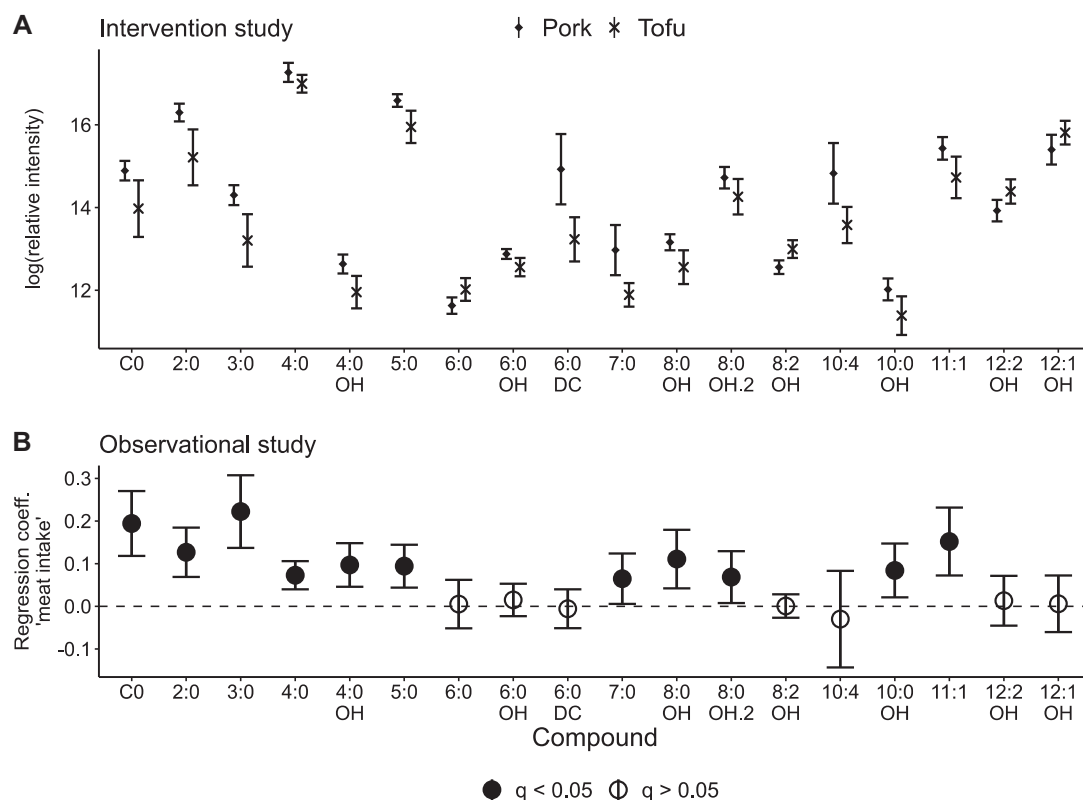 A
Intervention study
Pork Tofu
log(relative intensity)
16
14
12
C0 2:0 3:0 4:0 4:0 5:0 6:0 6:0 6:0 7:0 8:0 8:0 8:2 10:4 10:0 11:1 12:2 12:1
OH OH DC OH OH.2 OH OH OH OH
B
Observational study
Regression coeff.
'meat intake'
0.3
0.2
0.1
0.0
-0.1
C0 2:0 3:0 4:0 4:0 5:0 6:0 6:0 6:0 7:0 8:0 8:0 8:2 10:4 10:0 11:1 12:2 12:1
OH OH DC OH OH.2 OH OH OH OH
Compound
q < 0.05 q > 0.05